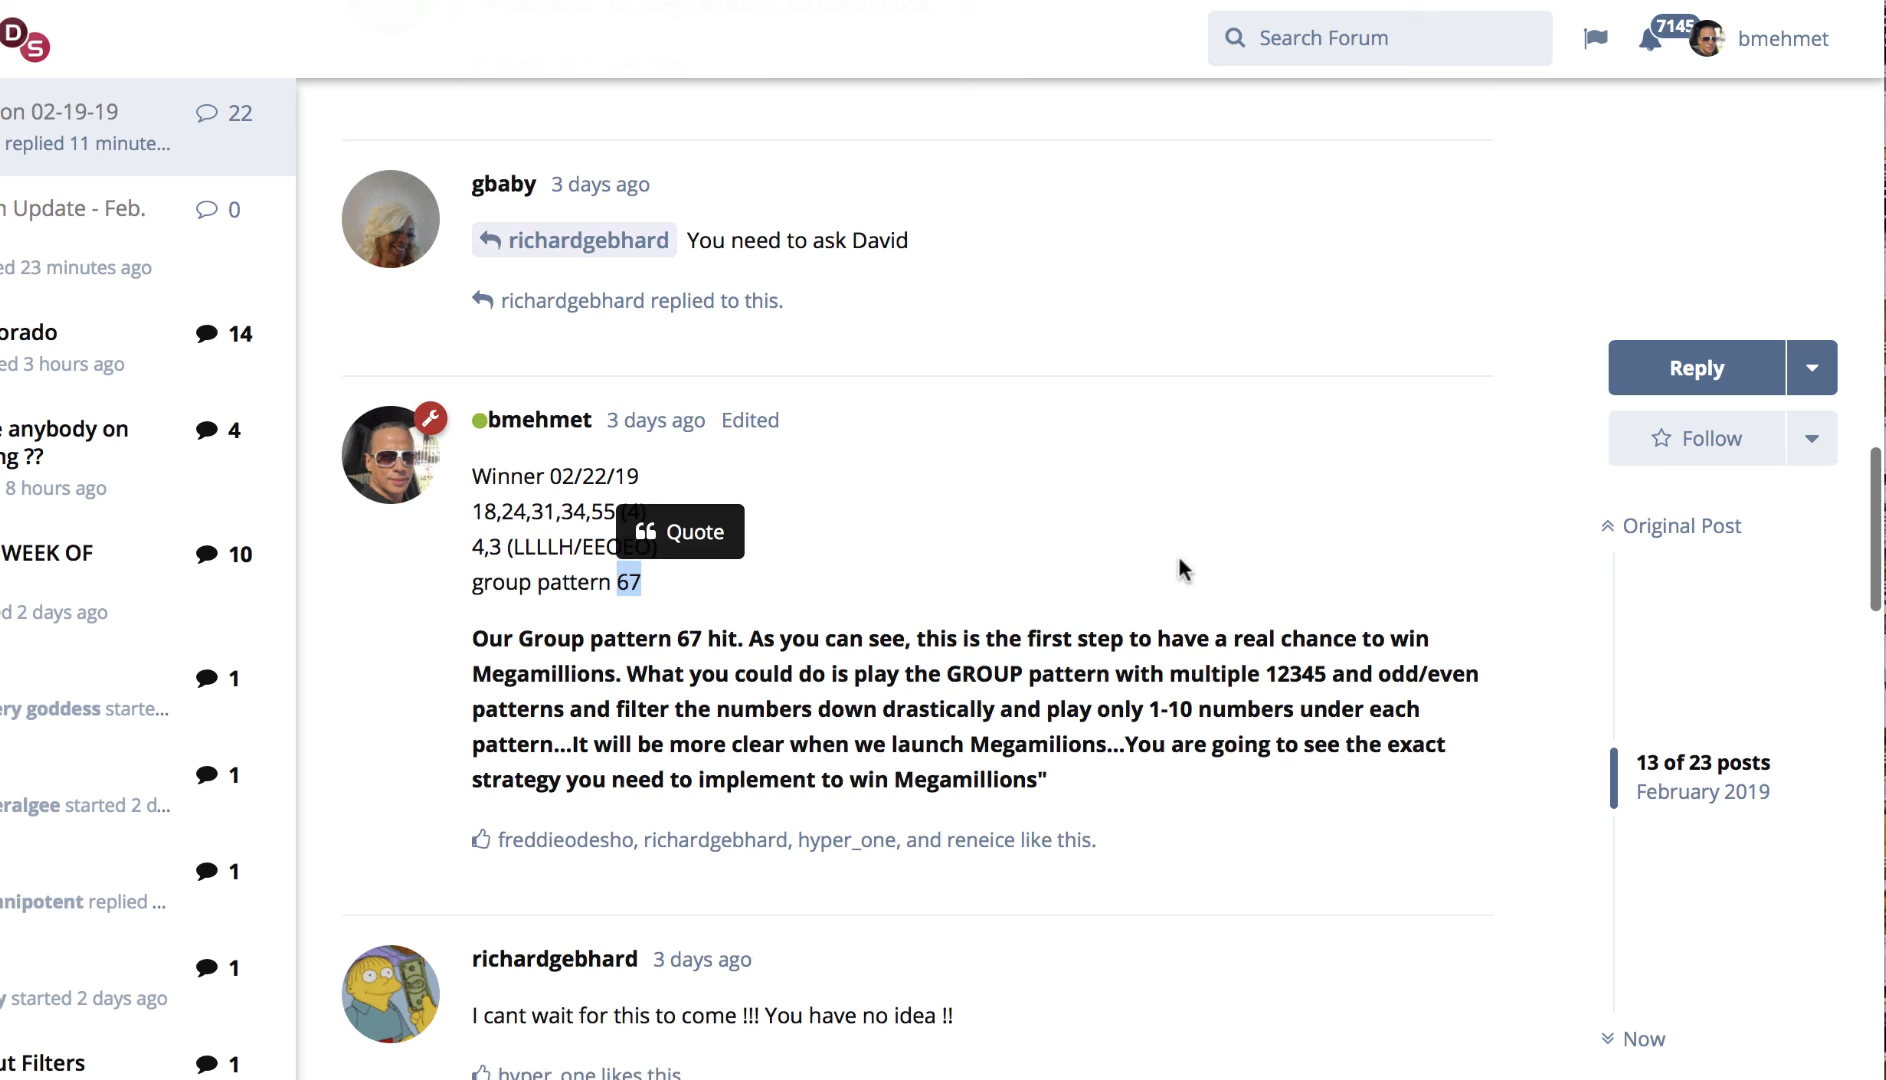 D
S
Search Forum
7145
bmehmet
on 02-19-19
22
replied 11 minute...
n Update - Feb.
0
ed 23 minutes ago
orado
14
ed 3 hours ago
e anybody on
4
ng ??
8 hours ago
WEEK OF
10
d 2 days ago
1
ery goddess starte...
1
eralgee started 2 d...
1
nnipotent replied ...
1
y started 2 days ago
ut Filters
1
gbaby 3 days ago
richardgebhard You need to ask David
richardgebhard replied to this.
bmehmet 3 days ago Edited
Winner 02/22/19
18,24,31,34,55 (4)
Quote
4,3 (LLLLH/EEOEO)
group pattern 67
Our Group pattern 67 hit. As you can see, this is the first step to have a real chance to win
Megamillions. What you could do is play the GROUP pattern with multiple 12345 and odd/even
patterns and filter the numbers down drastically and play only 1-10 numbers under each
pattern...It will be more clear when we launch Megamilions...You are going to see the exact
strategy you need to implement to win Megamillions"
freddieodesho, richardgebhard, hyper_one, and reneice like this.
richardgebhard 3 days ago
I cant wait for this to come !!! You have no idea !!
hyper_one likes this.
Reply
Follow
Original Post
13 of 23 posts
February 2019
Now